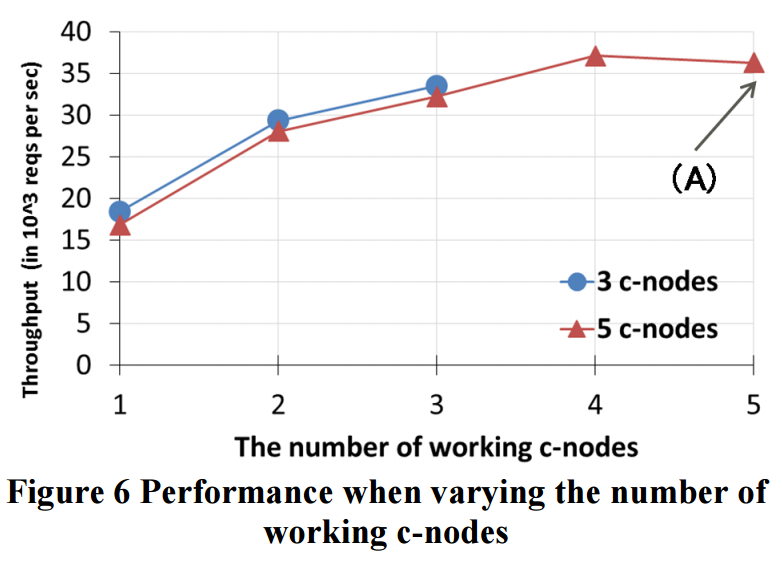 40
35
30
25
20
15
10
5
0
Throughput (in 10^3 reqs per sec)
(A)
3 c-nodes
5 c-nodes
1 2 3 4 5
The number of working c-nodes
Figure 6 Performance when varying the number of
working c-nodes